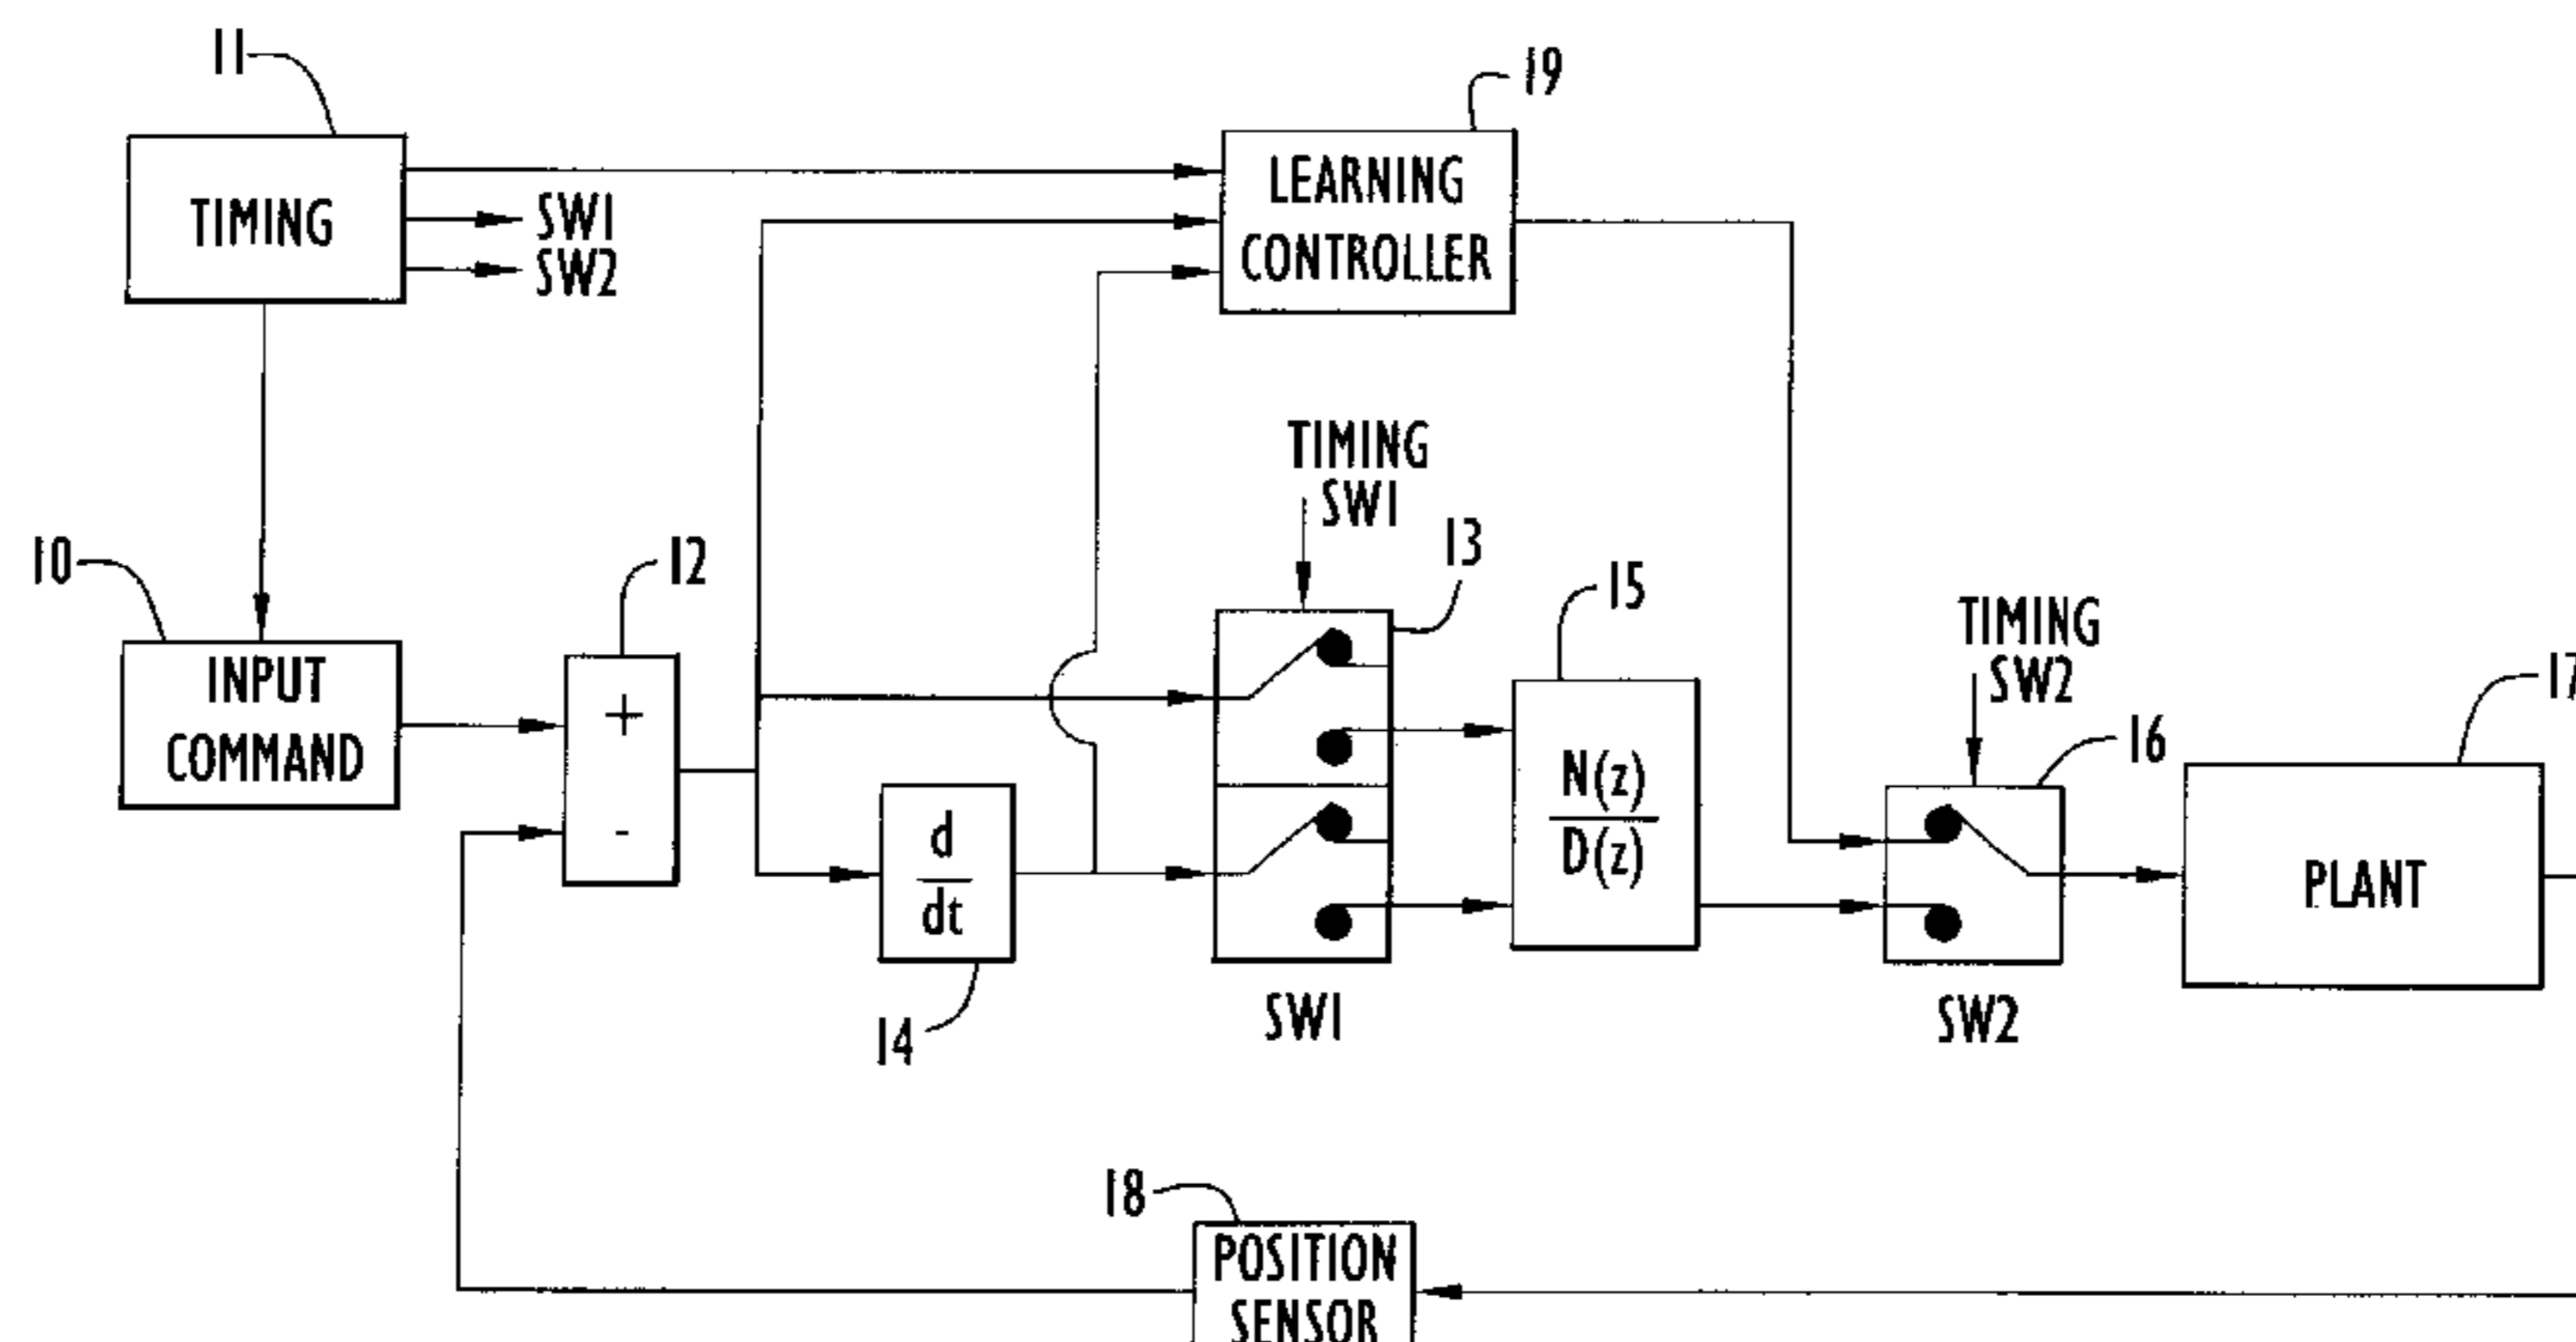 11
TIMING
SW1
SW2
19
LEARNING
CONTROLLER
TIMING
SW1
13
10
INPUT
COMMAND
12
+
-
d
dt
14
SW1
15
N(z)
D(z)
TIMING
SW2
16
SW2
17
PLANT
18
POSITION
SENSOR